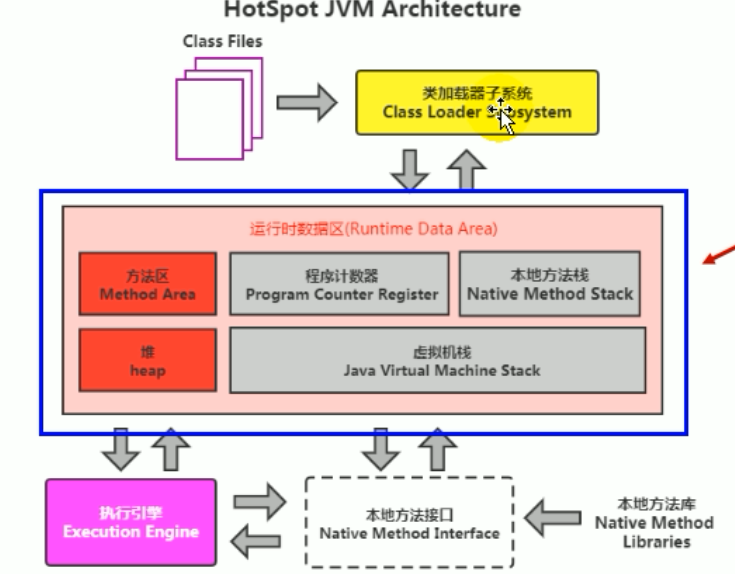 HotSpot JVM Architecture
Class Files
类加载器子系统
Class Loader Subsystem
运行时数据区(Runtime Data Area)
方法区
Method Area
程序计数器
Program Counter Register
本地方法栈
Native Method Stack
堆
heap
虚拟机栈
Java Virtual Machine Stack
执行引擎
Execution Engine
本地方法接口
Native Method Interface
本地方法库
Native Method
Libraries